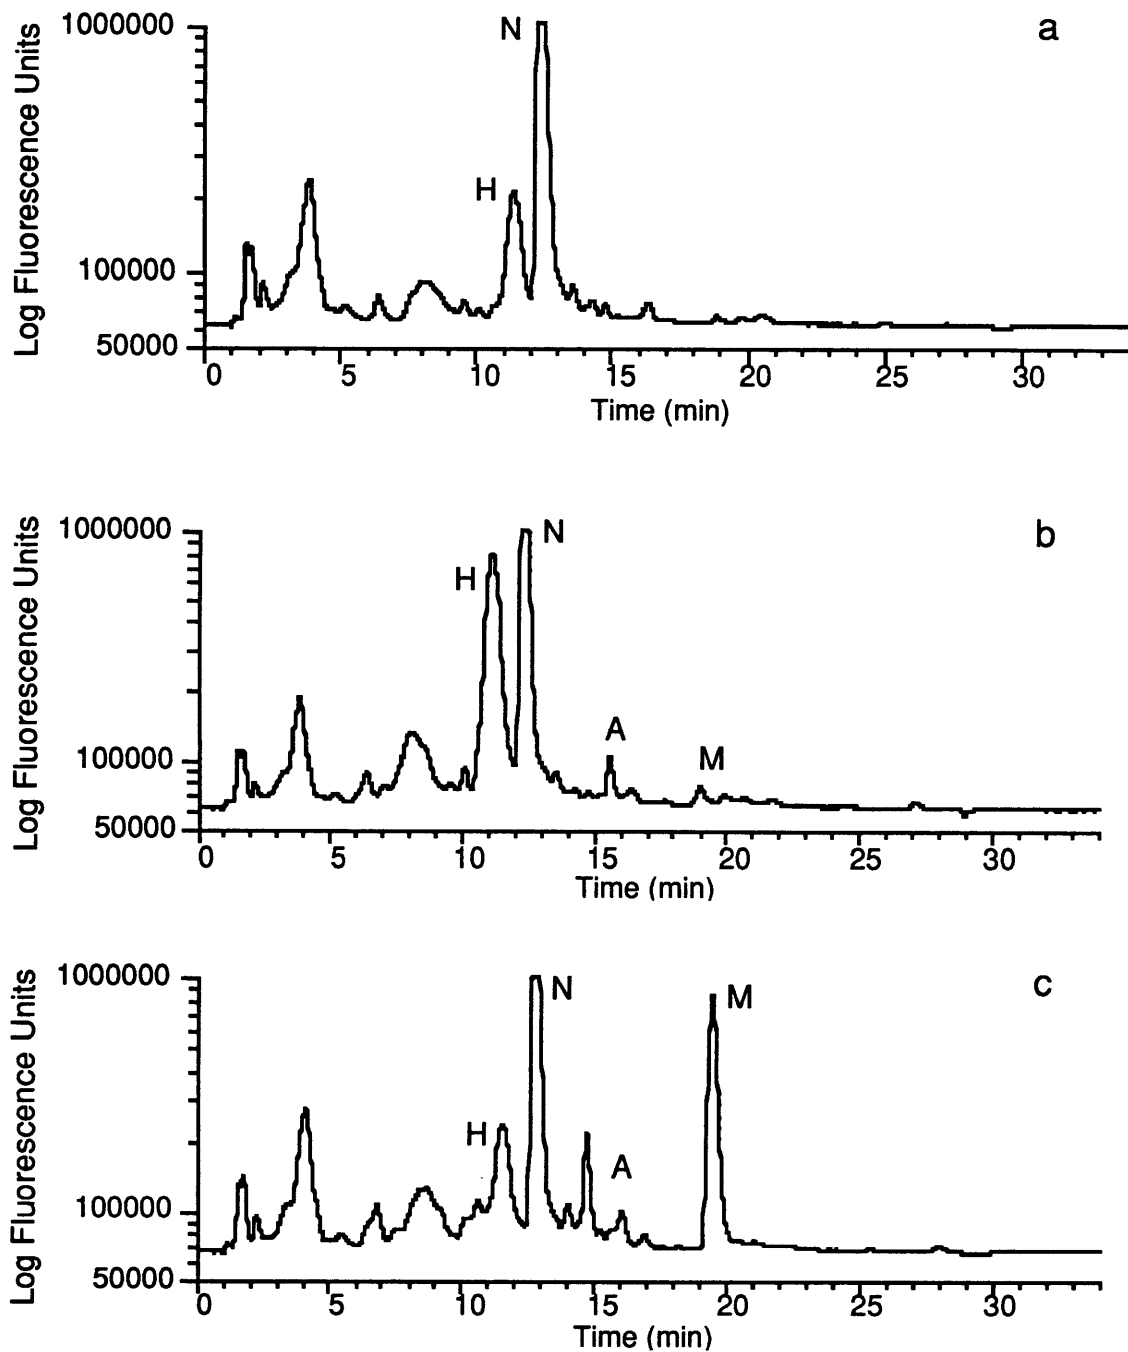 a
Log Fluorescence Units
1000000
100000
50000
N
H
0 5 10 15 20 25 30
Time (min)
b
Log Fluorescence Units
1000000
100000
50000
H
N
A
M
0 5 10 15 20 25 30
Time (min)
c
Log Fluorescence Units
1000000
100000
50000
H
N
A
M
0 5 10 15 20 25 30
Time (min)